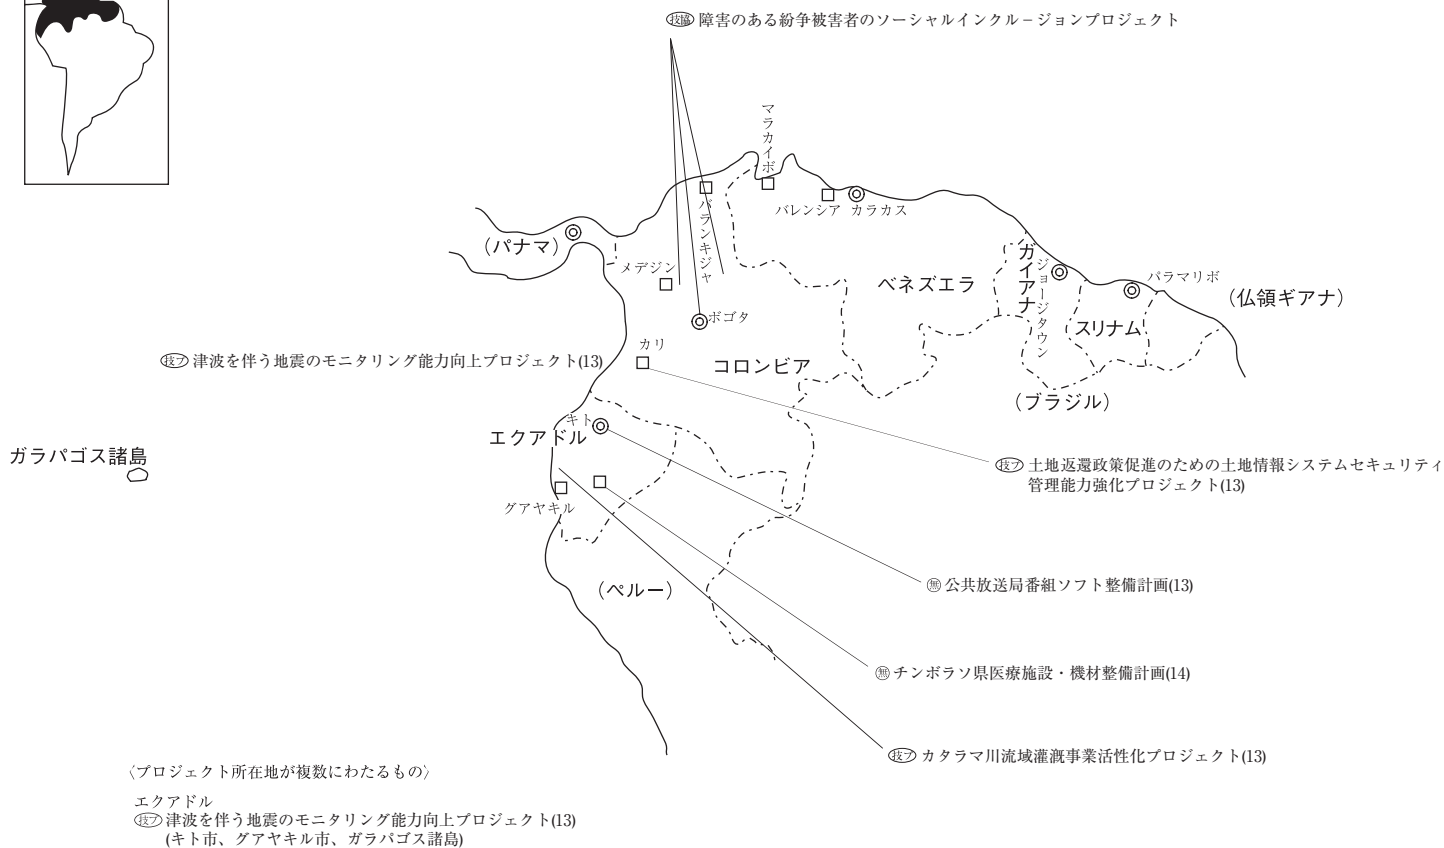 技協 障害のある紛争被害者のソーシャルインクル－ジョンプロジェクト
マラカイボ
バランキジャ
バレンシア
カラカス
(パナマ)
メデジン
ベネズエラ
ガイアナ
ジョージタウン
パラマリボ
(仏領ギアナ)
ボゴタ
スリナム
カリ
技プ 津波を伴う地震のモニタリング能力向上プロジェクト(13)
コロンビア
(ブラジル)
キト
エクアドル
ガラパゴス諸島
技プ 土地返還政策促進のための土地情報システムセキュリティ
管理能力強化プロジェクト(13)
グアヤキル
無 公共放送局番組ソフト整備計画(13)
(ペルー)
無 チンボラソ県医療施設・機材整備計画(14)
技プ カタラマ川流域灌漑事業活性化プロジェクト(13)
〈プロジェクト所在地が複数にわたるもの〉
エクアドル
技プ 津波を伴う地震のモニタリング能力向上プロジェクト(13)
(キト市、グアヤキル市、ガラパゴス諸島)